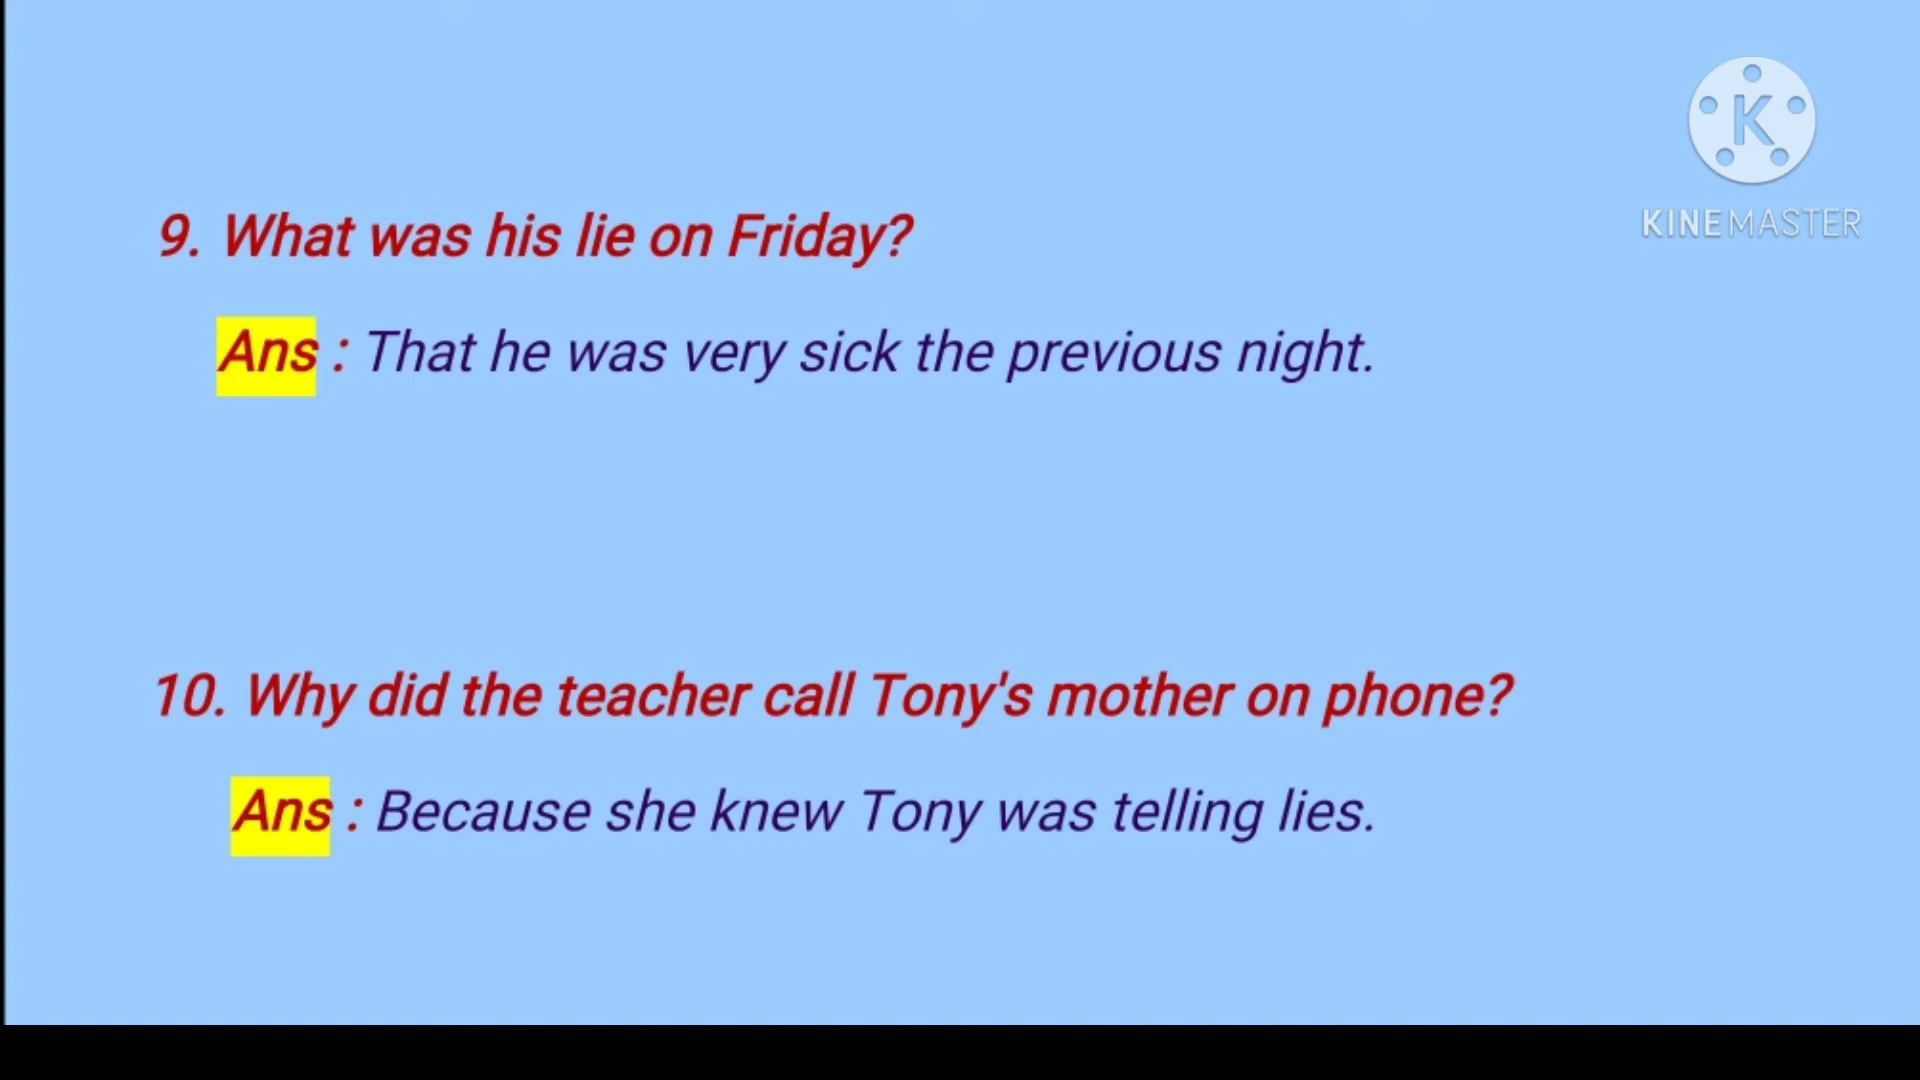 K
KINEMASTER
9. What was his lie on Friday?
Ans : That he was very sick the previous night.
10. Why did the teacher call Tony's mother on phone?
Ans : Because she knew Tony was telling lies.